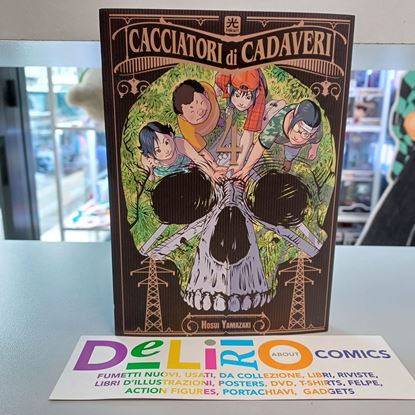 光
HIKARI
CACCIATORI di CADAVERI
HOSUI YAMAZAKI
DeLiRIO ABOUT COMICS
FUMETTI NUOVI, USATI, DA COLLEZIONE, LIBRI, RIVISTE,
LIBRI D'ILLUSTRAZIONI, POSTERS, DVD, T-SHIRTS, FELPE,
ACTION FIGURES, PORTACHIAVI, GADGETS